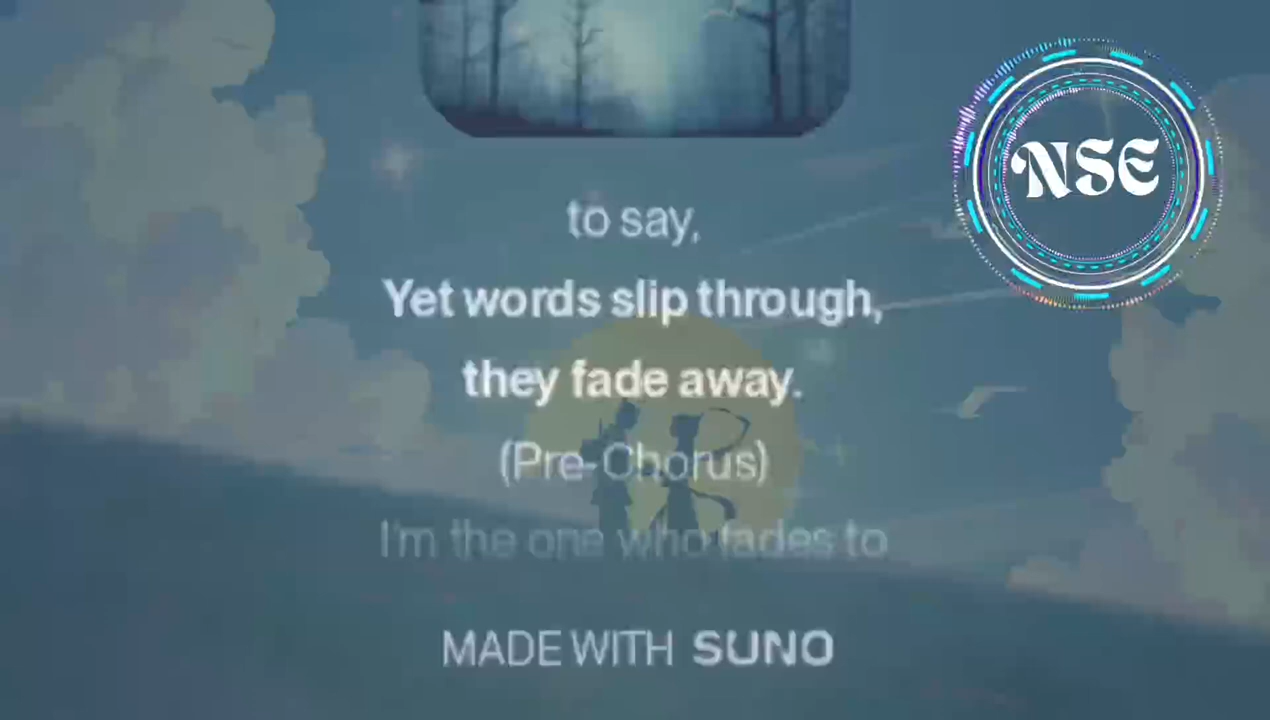 NSE
to say,
Yet words slip through,
they fade away.
(Pre-Chorus)
I'm the one who fades to
MADE WITH SUNO